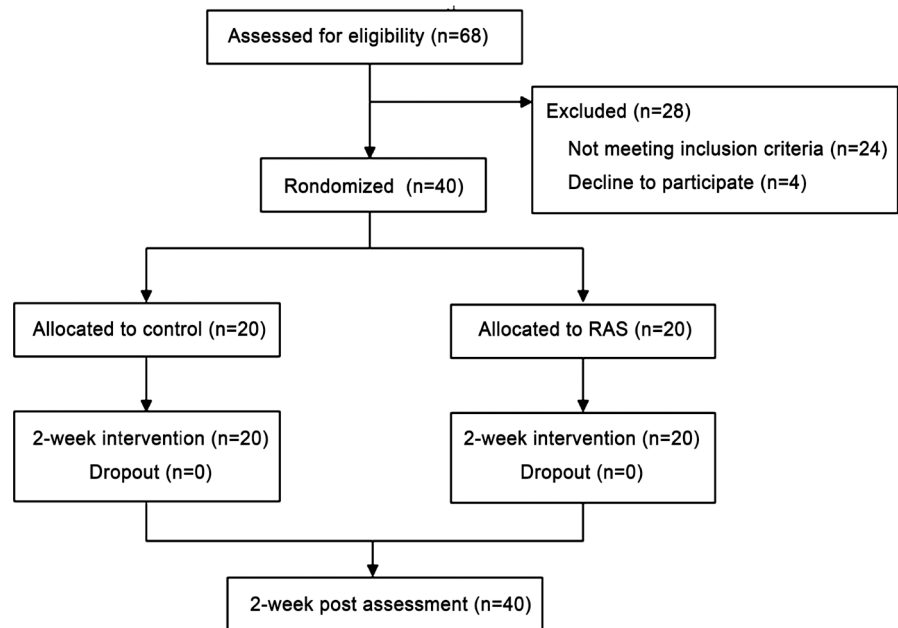 Assessed for eligibility (n=68)
Excluded (n=28)
Not meeting inclusion criteria (n=24)
Decline to participate (n=4)
Rondomized (n=40)
Allocated to control (n=20)
Allocated to RAS (n=20)
2-week intervention (n=20)
Dropout (n=0)
2-week intervention (n=20)
Dropout (n=0)
2-week post assessment (n=40)